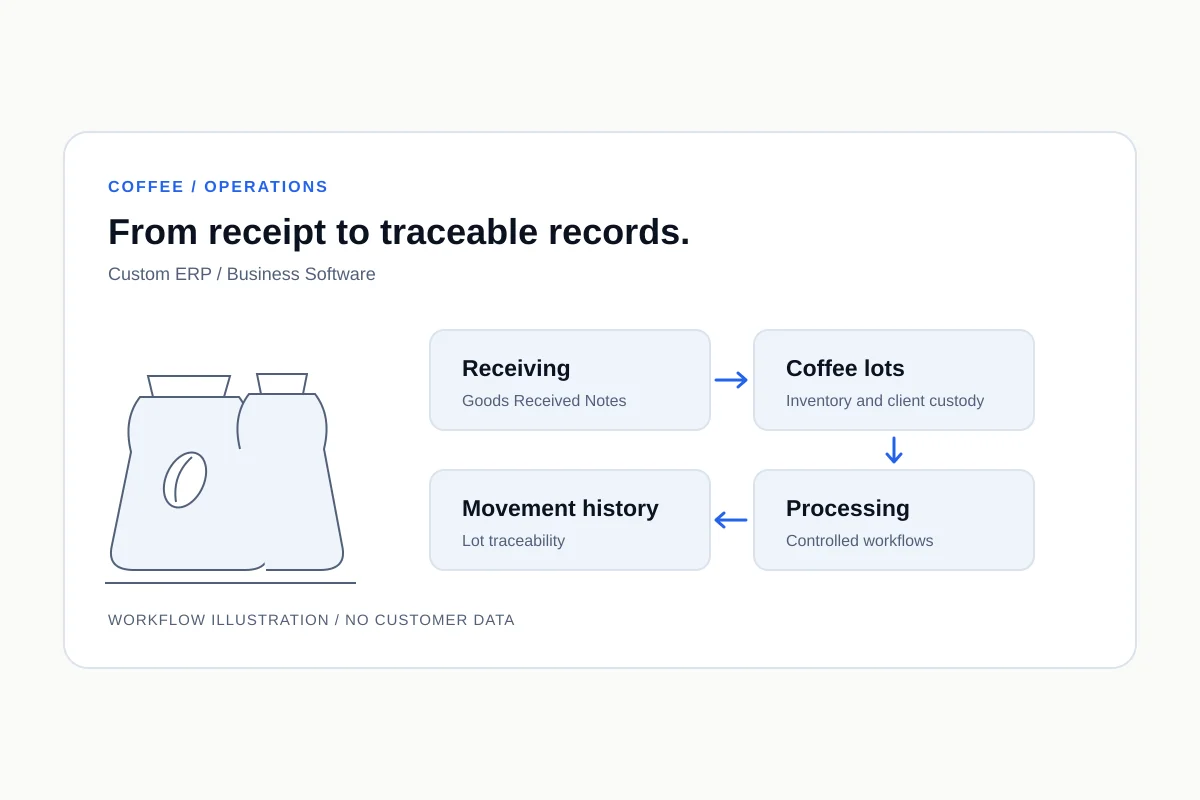 COFFEE / OPERATIONS
From receipt to traceable records.
Custom ERP / Business Software
Receiving
Goods Received Notes
Coffee lots
Inventory and client custody
Movement history
Lot traceability
Processing
Controlled workflows
WORKFLOW ILLUSTRATION / NO CUSTOMER DATA